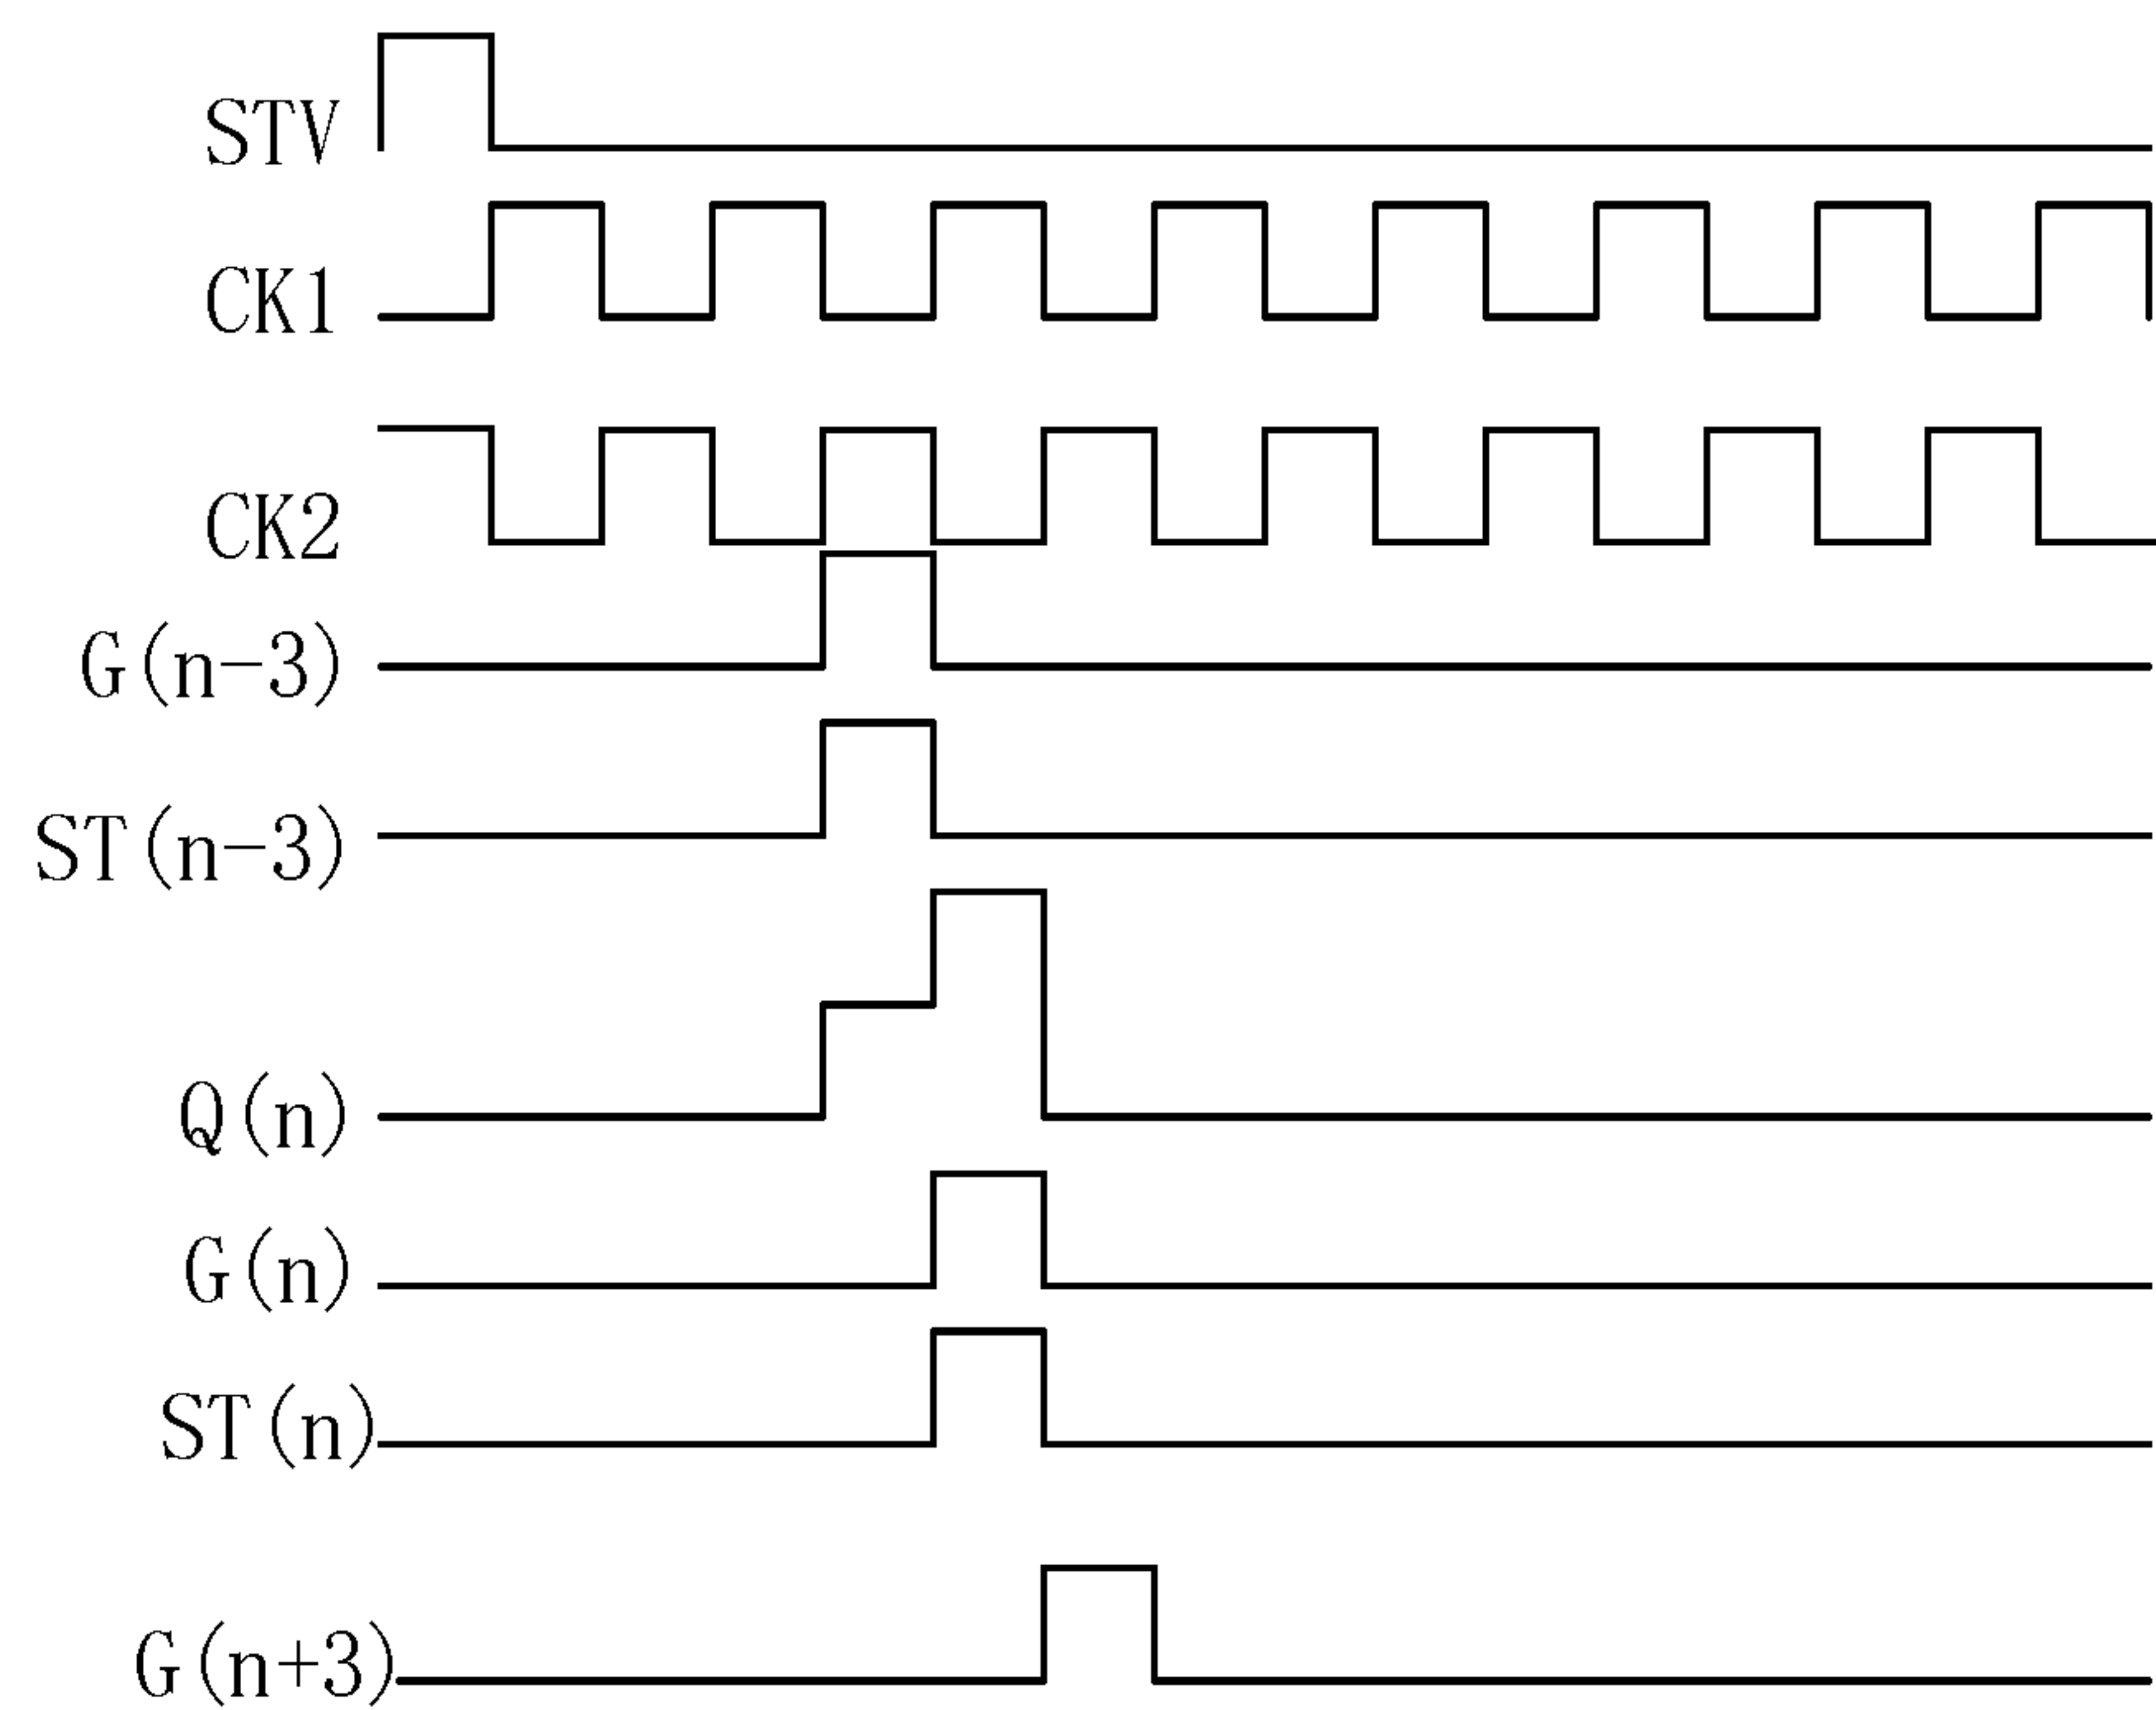 STV
CK1
CK2
G(n-3)
ST(n-3)
Q(n)
G(n)
ST(n)
G(n+3)